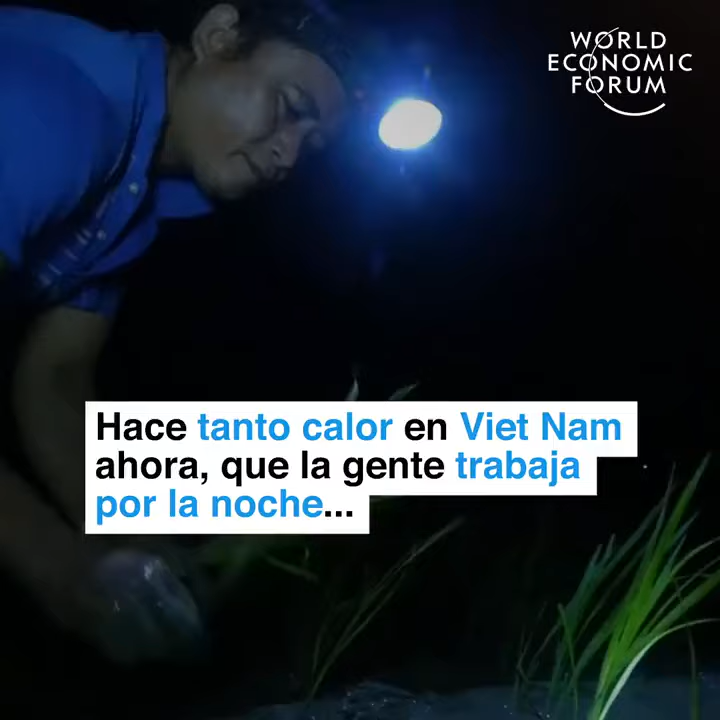 WORLD
ECONOMIC
FORUM
Hace tanto calor en Viet Nam
ahora, que la gente trabaja
por la noche...